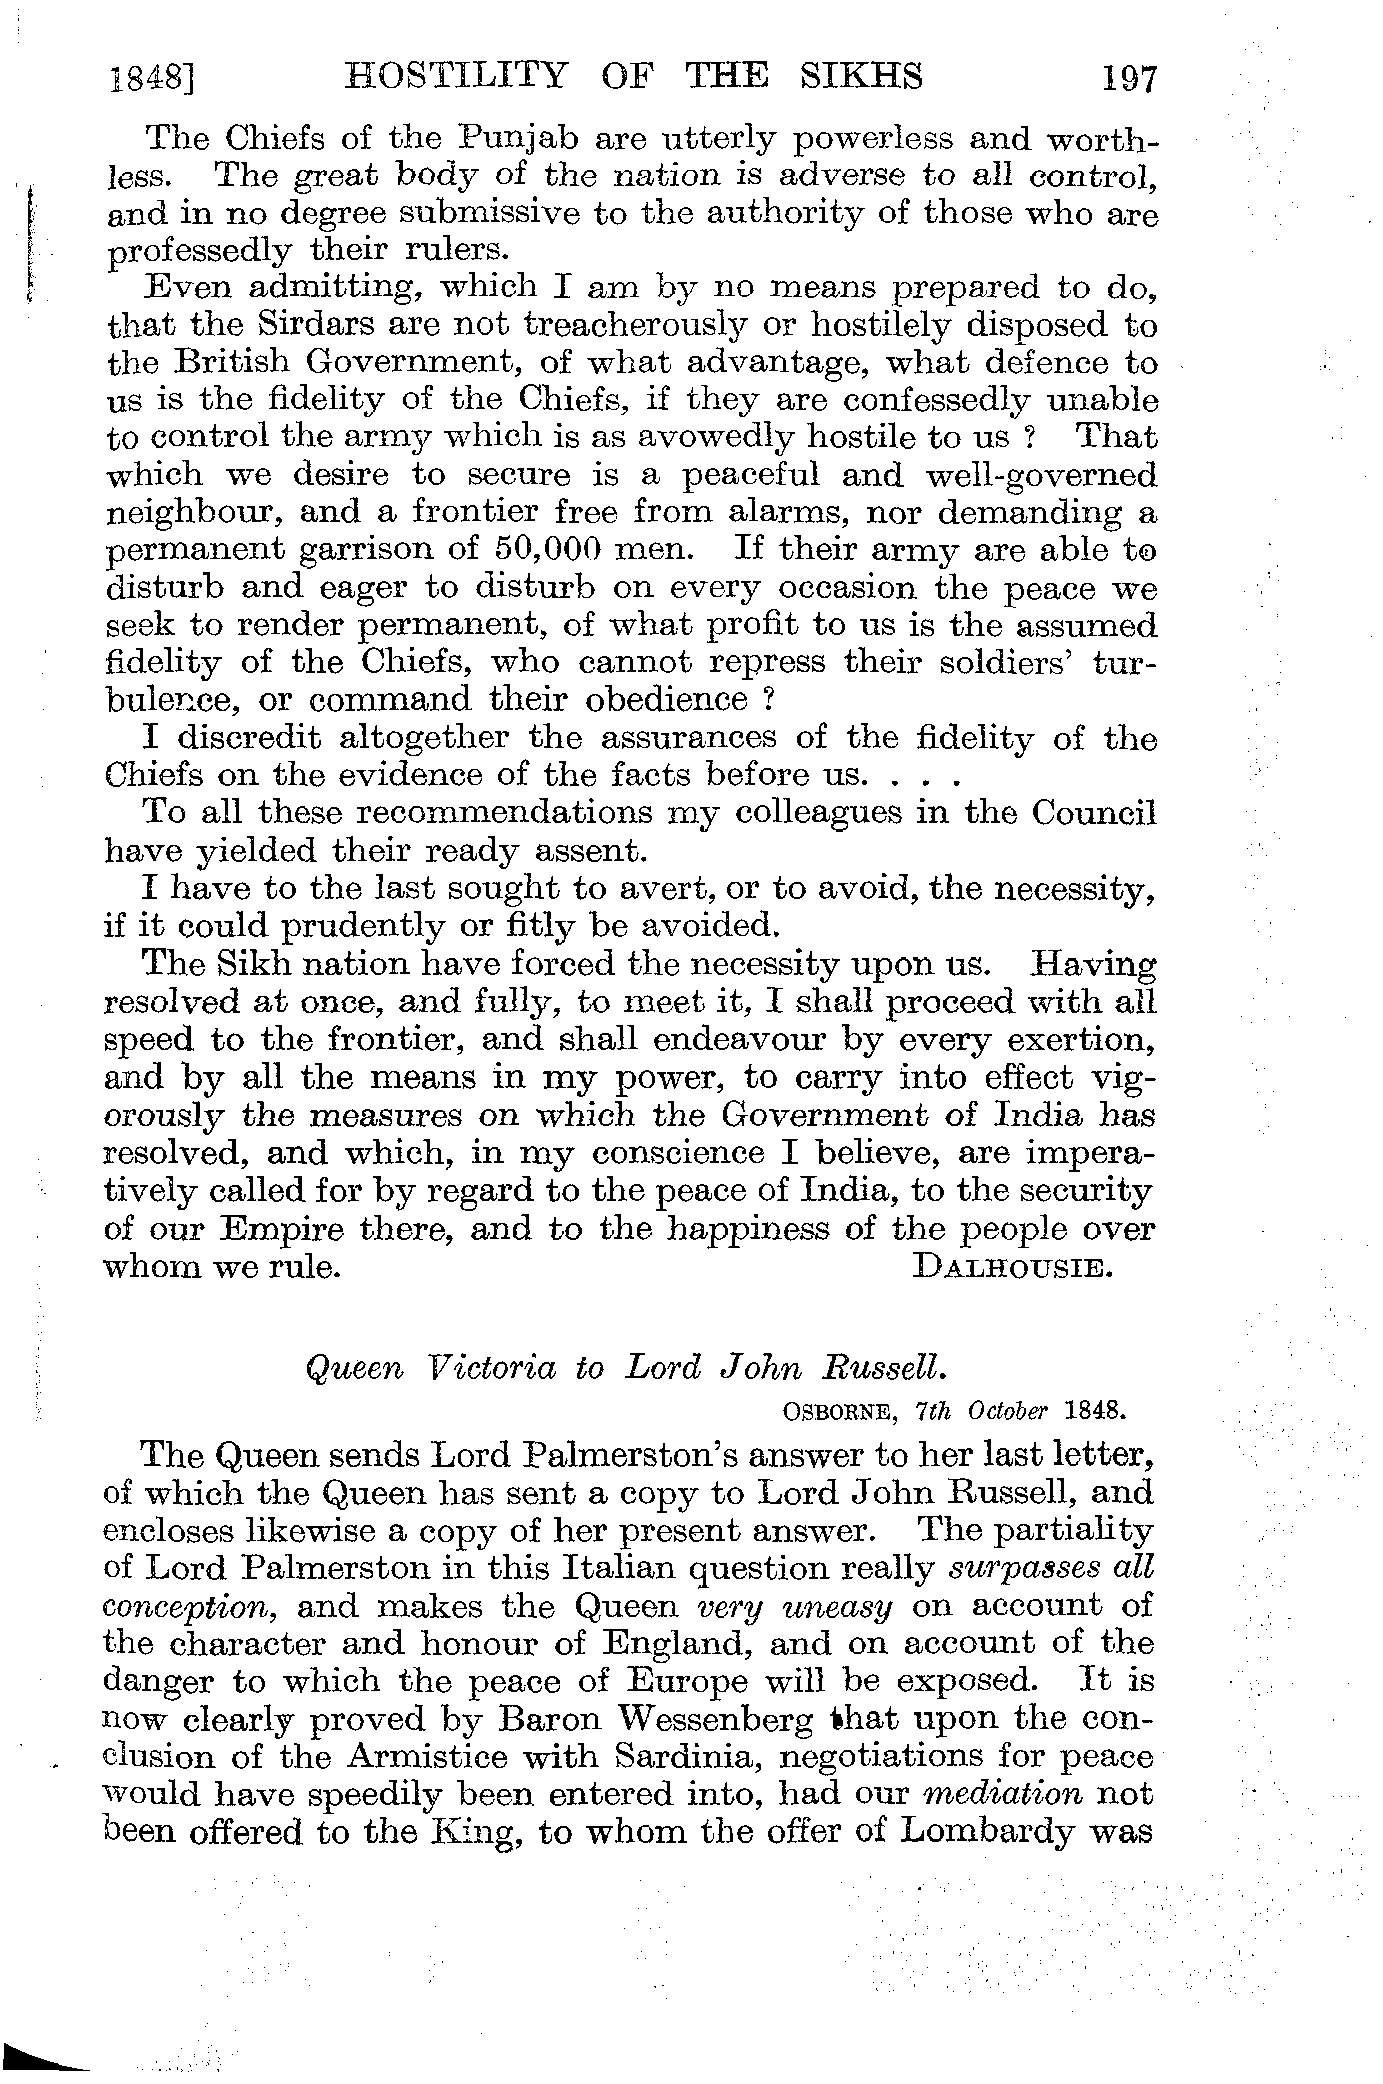 1848] HOSTILITY OF THE SIKHS 197
The Chiefs of the Punjab are utterly powerless and worth-
less. The great body of the nation is adverse to all control,
and in no degree submissive to the authority of those who are
professedly their rulers.
Even admitting, which I am by no means prepared to do,
that the Sirdars are not treacherously or hostilely disposed to
the British Government, of what advantage, what defence to
us is the fidelity of the Chiefs, if they are confessedly unable
to control the army which is as avowedly hostile to us ? That
which we desire to secure is a peaceful and well-governed
neighbour, and a frontier free from alarms, nor demanding a
permanent garrison of 50,000 men. If their army are able to
disturb and eager to disturb on every occasion the peace we
seek to render permanent, of what profit to us is the assumed
fidelity of the Chiefs, who cannot repress their soldiers' tur-
bulence, or command their obedience ?
I discredit altogether the assurances of the fidelity of the
Chiefs on the evidence of the facts before us. . . .
To all these recommendations my colleagues in the Council
have yielded their ready assent.
I have to the last sought to avert, or to avoid, the necessity,
if it could prudently or fitly be avoided.
The Sikh nation have forced the necessity upon us. Having
resolved at once, and fully, to meet it, I shall proceed with all
speed to the frontier, and shall endeavour by every exertion,
and by all the means in my power, to carry into effect vig-
orously the measures on which the Government of India has
resolved, and which, in my conscience I believe, are impera-
tively called for by regard to the peace of India, to the security
of our Empire there, and to the happiness of the people over
whom we rule. DALHOUSIE.
Queen Victoria to Lord John Russell.
OSBORNE, 7th October 1848.
The Queen sends Lord Palmerston's answer to her last letter,
of which the Queen has sent a copy to Lord John Russell, and
encloses likewise a copy of her present answer. The partiality
of Lord Palmerston in this Italian question really surpasses all
conception, and makes the Queen very uneasy on account of
the character and honour of England, and on account of the
danger to which the peace of Europe will be exposed. It is
now clearly proved by Baron Wessenberg that upon the con-
clusion of the Armistice with Sardinia, negotiations for peace
would have speedily been entered into, had our mediation not
been offered to the King, to whom the offer of Lombardy was